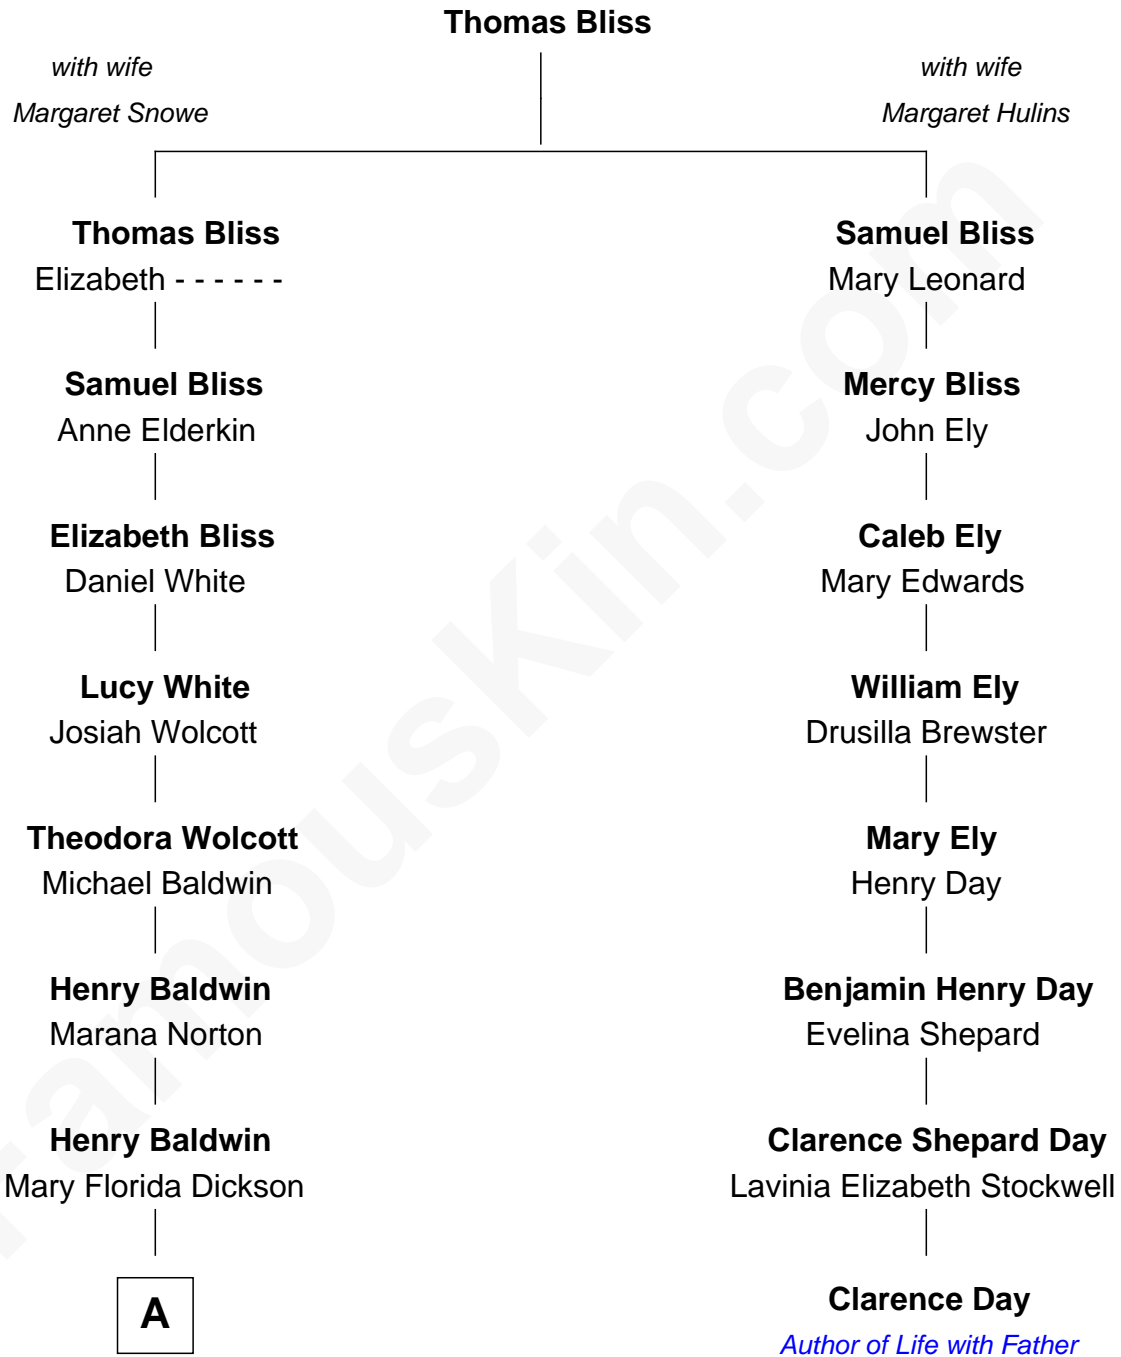 Thomas Bliss
with wife
Margaret Snowe
with wife
Margaret Hulins
Thomas Bliss
Elizabeth - - - - - -
Samuel Bliss
Mary Leonard
Samuel Bliss
Anne Elderkin
Mercy Bliss
John Ely
Elizabeth Bliss
Daniel White
Caleb Ely
Mary Edwards
Lucy White
Josiah Wolcott
William Ely
Drusilla Brewster
Theodora Wolcott
Michael Baldwin
Mary Ely
Henry Day
Henry Baldwin
Marana Norton
Benjamin Henry Day
Evelina Shepard
Henry Baldwin
Mary Florida Dickson
Clarence Shepard Day
Lavinia Elizabeth Stockwell
A
Clarence Day
Author of Life with Father
FamousKin.com